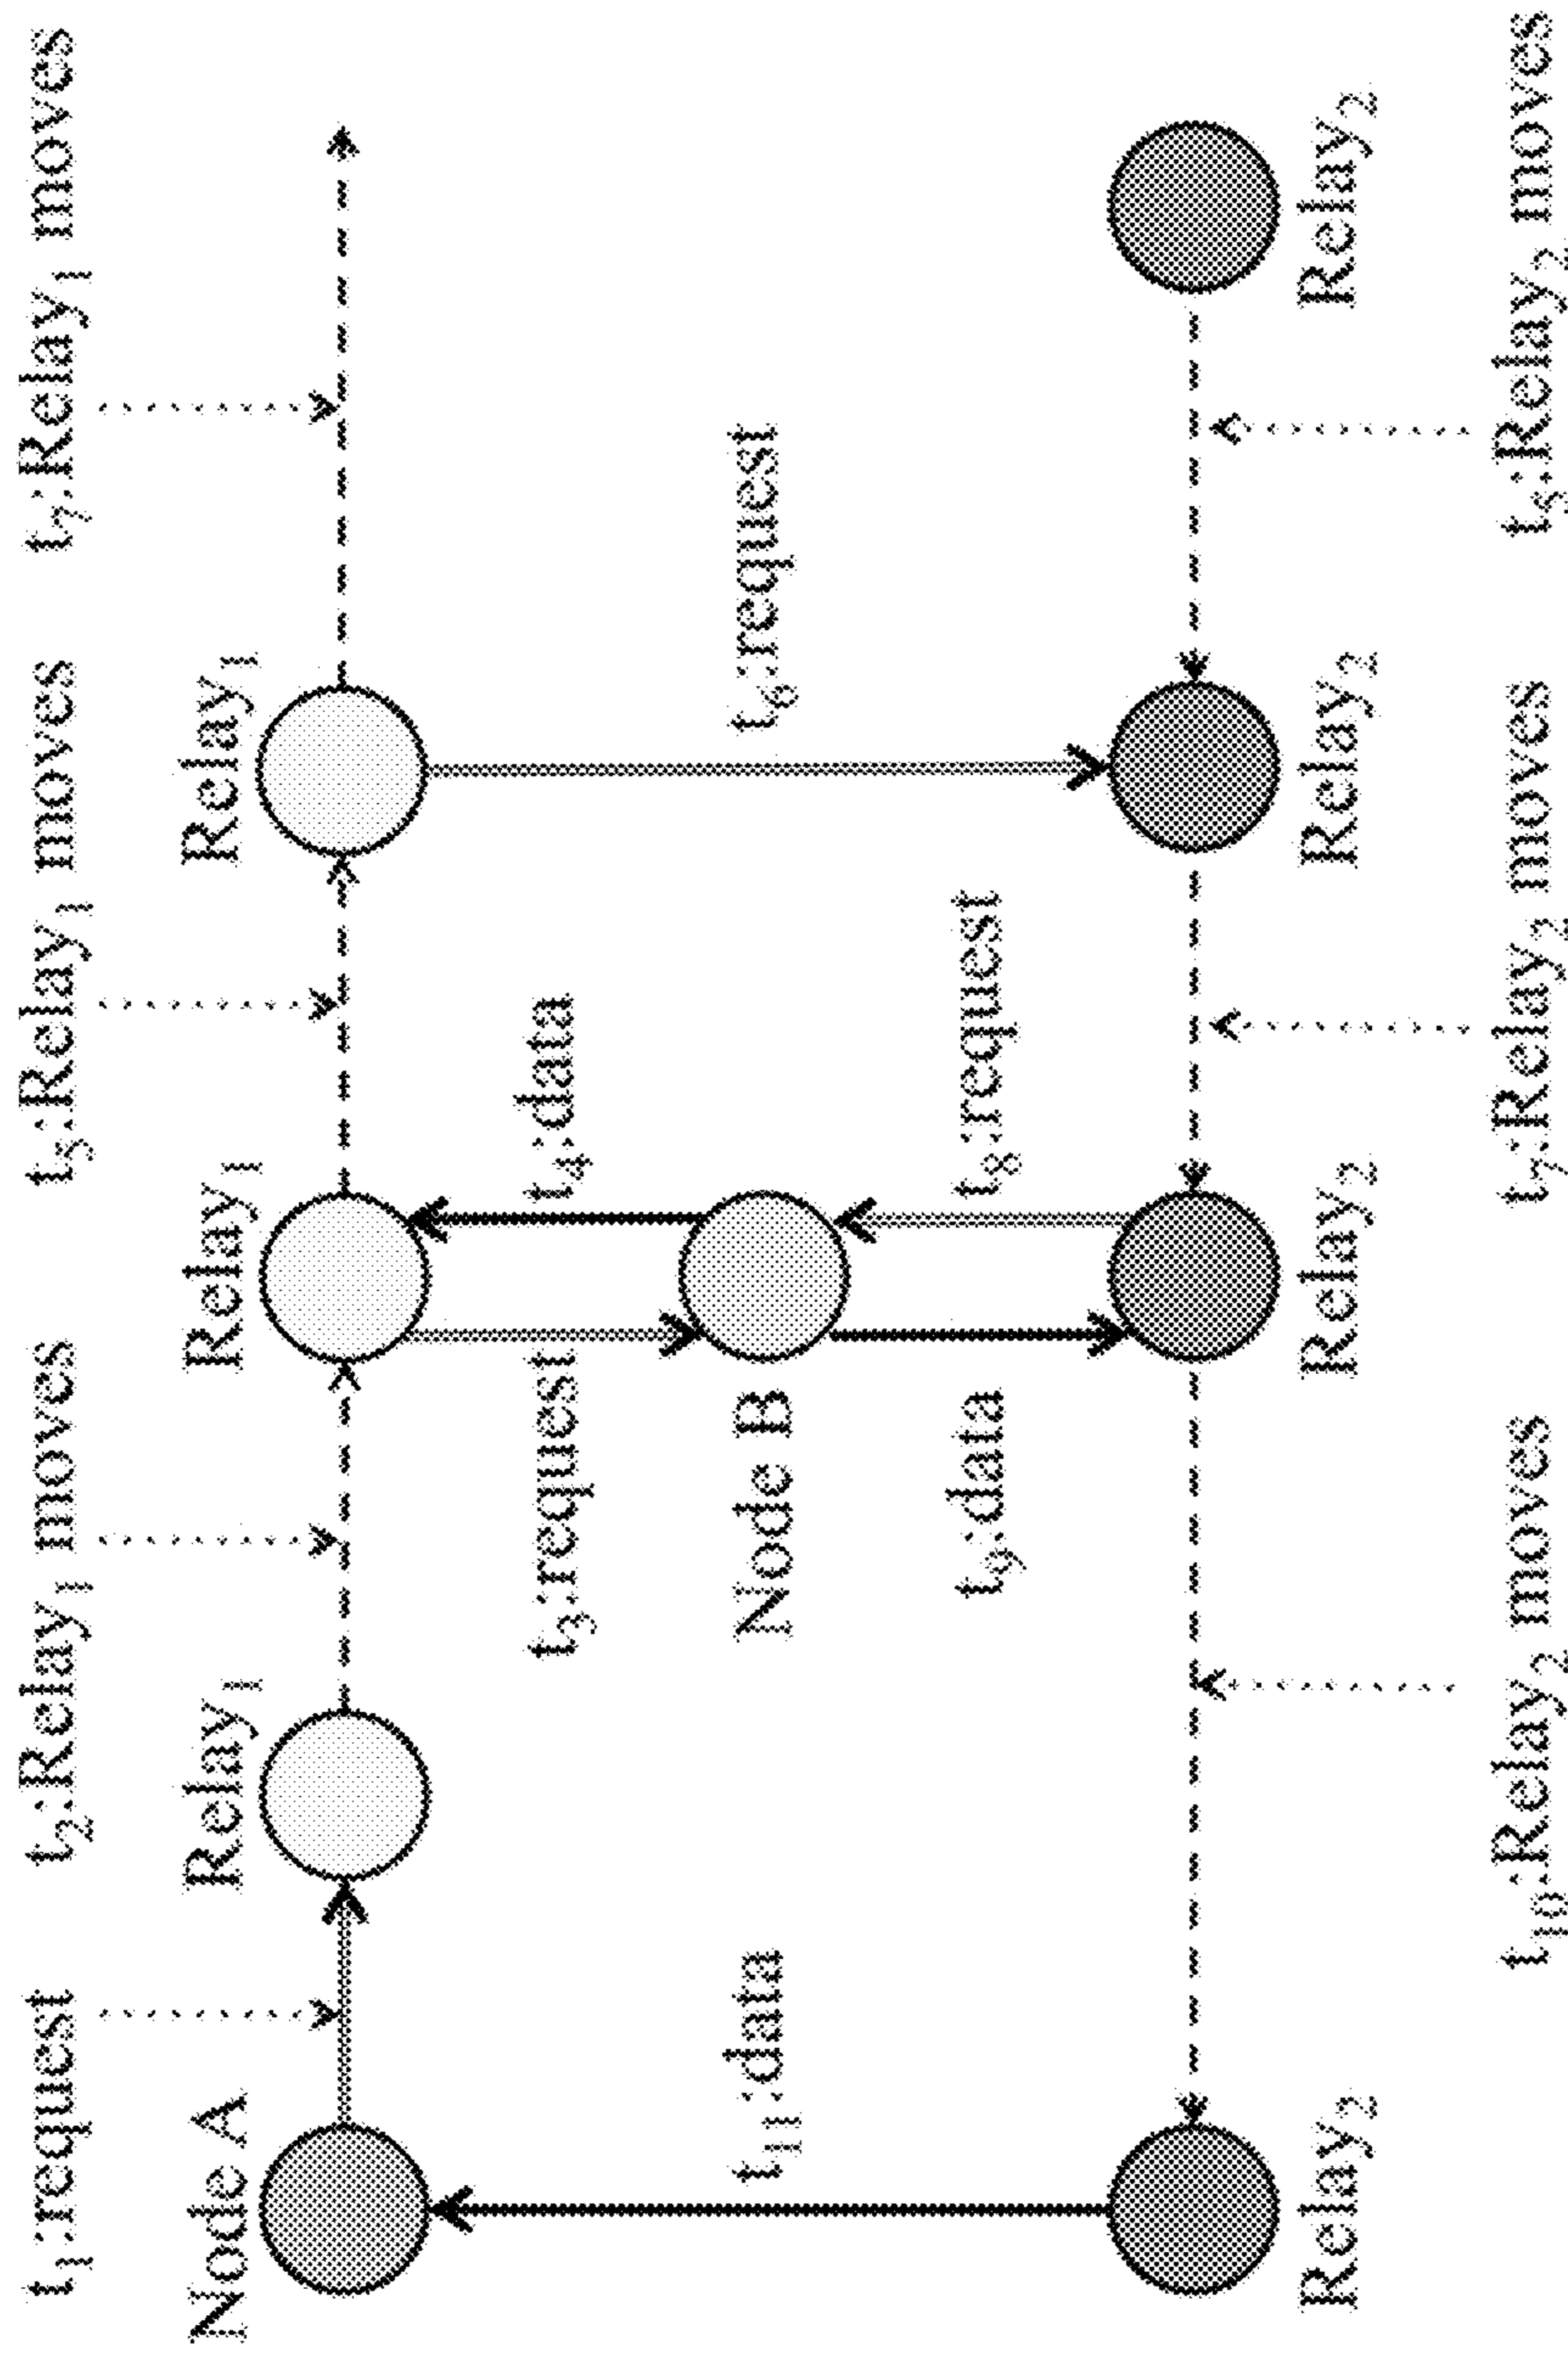 t₁:request
t₂:Relay₁ moves
t₅:Relay₁ moves
t₇:Relay₁ moves
Node A
Relay₁
Relay₁
Relay₁
t₃:request
t₄:data
t₁₁:data
Node B
t₆:request
t₉:data
t₈:request
Relay₂
Relay₂
Relay₂
Relay₂
t₁₀:Relay₂ moves
t₇:Relay₂ moves
t₅:Relay₂ moves